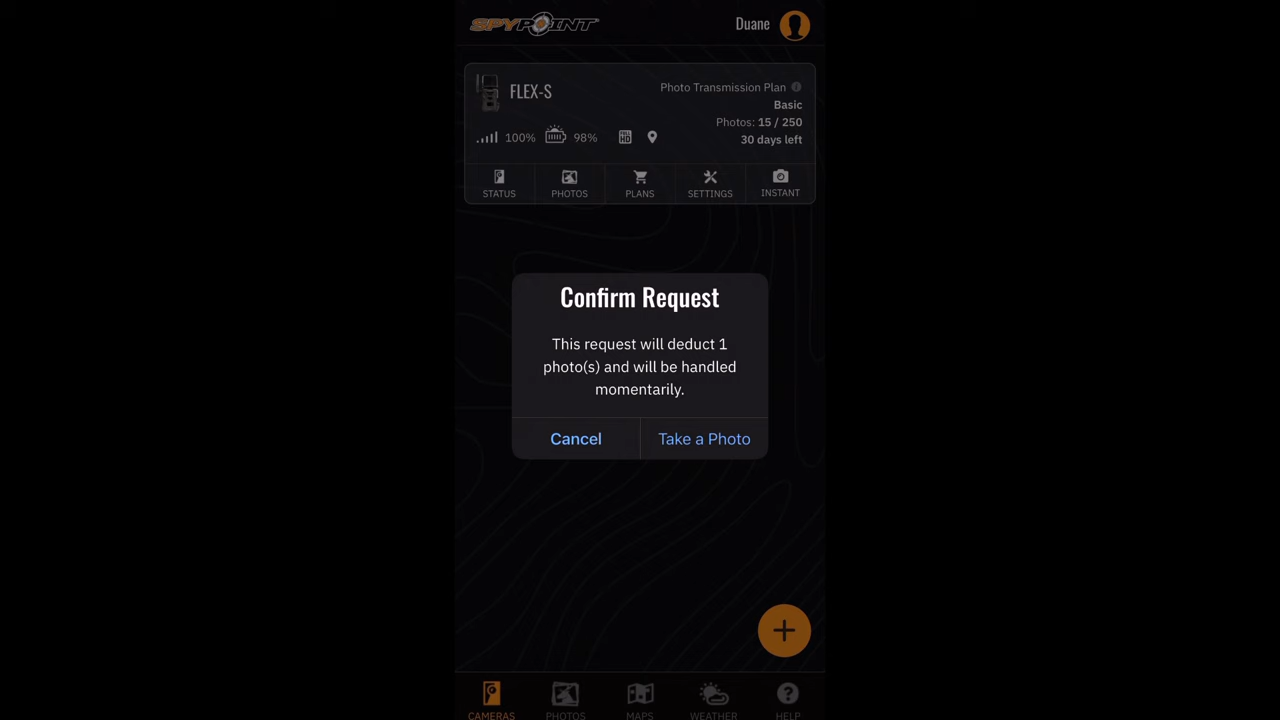 SPYPOINT
Duane
FLEX-S
Photo Transmission Plan
Basic
Photos: 15 / 250
30 days left
100%
98%
STATUS
PHOTOS
PLANS
SETTINGS
INSTANT
Confirm Request
This request will deduct 1
photo(s) and will be handled
momentarily.
Cancel
Take a Photo
CAMERAS
PHOTOS
MAPS
WEATHER
HELP